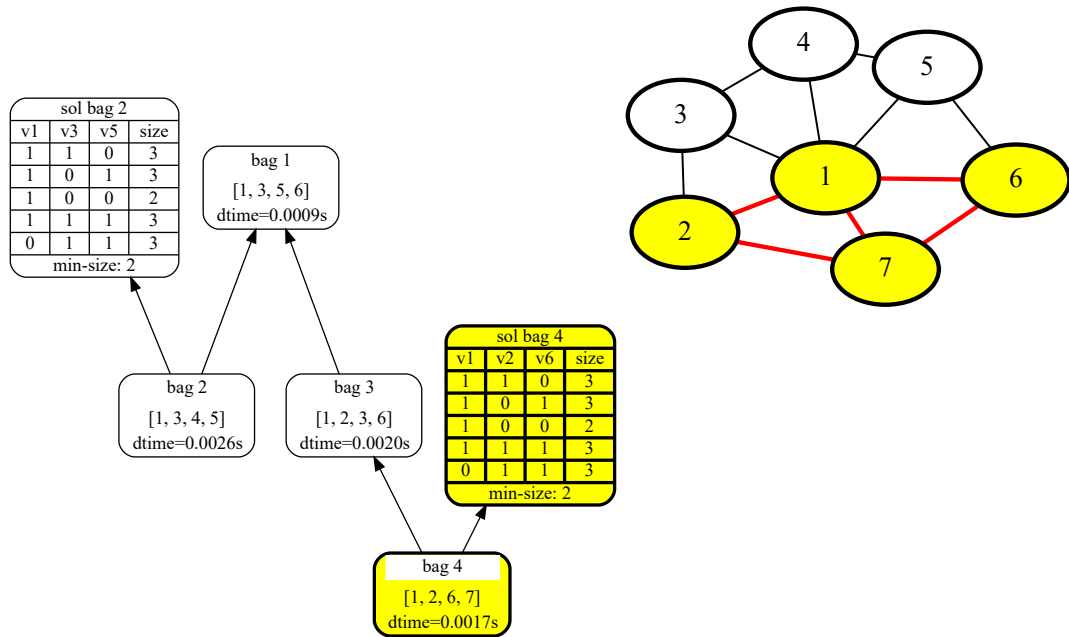 sol bag 2
v1 v3 v5 size
1 1 0 3
1 0 1 3
1 0 0 2
1 1 1 3
0 1 1 3
min-size: 2
bag 1
[1, 3, 5, 6]
dtime=0.0009s
bag 2
[1, 3, 4, 5]
dtime=0.0026s
bag 3
[1, 2, 3, 6]
dtime=0.0020s
sol bag 4
v1 v2 v6 size
1 1 0 3
1 0 1 3
1 0 0 2
1 1 1 3
0 1 1 3
min-size: 2
bag 4
[1, 2, 6, 7]
dtime=0.0017s
4
5
3
1
6
2
7